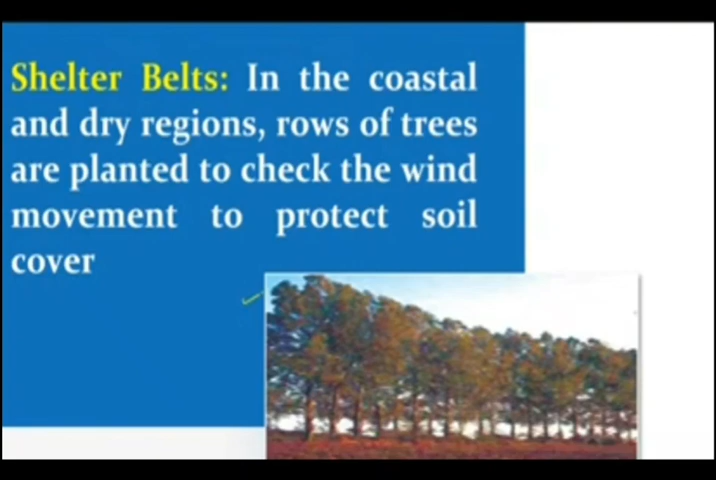 Shelter Belts: In the coastal
and dry regions, rows of trees
are planted to check the wind
movement to protect soil
cover